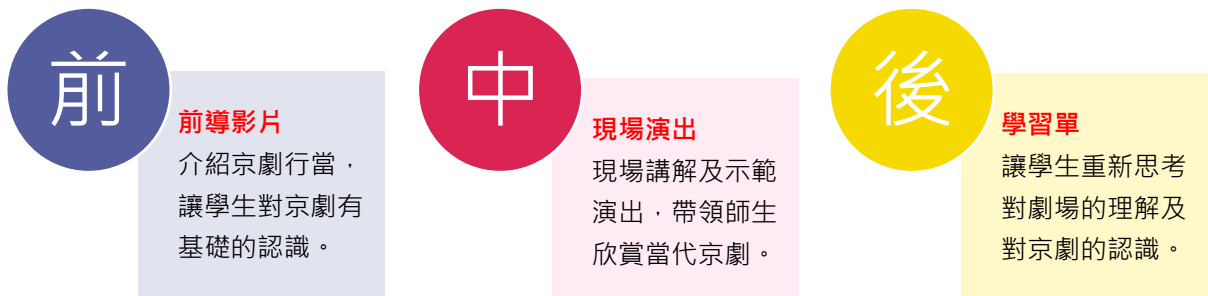 前
前導影片
介紹京劇行當，
讓學生對京劇有
基礎的認識。
中
現場演出
現場講解及示範
演出，帶領師生
欣賞當代京劇。
後
學習單
讓學生重新思考
對劇場的理解及
對京劇的認識。